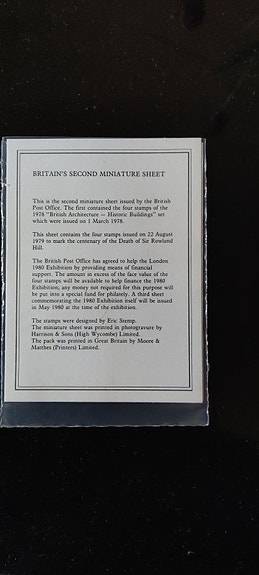 BRITAIN'S SECOND MINIATURE SHEET
This is the second miniature sheet issued by the British
Post Office. The first contained the four stamps of the
1978 "British Architecture — Historic Buildings" set
which were issued on 1 March 1978.
This sheet contains the four stamps issued on 22 August
1979 to mark the centenary of the Death of Sir Rowland
Hill.
The British Post Office has agreed to help the London
1980 Exhibition by providing means of financial
support. The amount in excess of the face value of the
four stamps will be available to help finance the 1980
Exhibition; any money not required for this purpose will
be put into a special fund for philately. A third sheet
commemorating the 1980 Exhibition itself will be issued
in May 1980 at the time of the exhibition.
The stamps were designed by Eric Stemp.
The miniature sheet was printed in photogravure by
Harrison & Sons (High Wycombe) Limited.
The pack was printed in Great Britain by Moore &
Matthes (Printers) Limited.